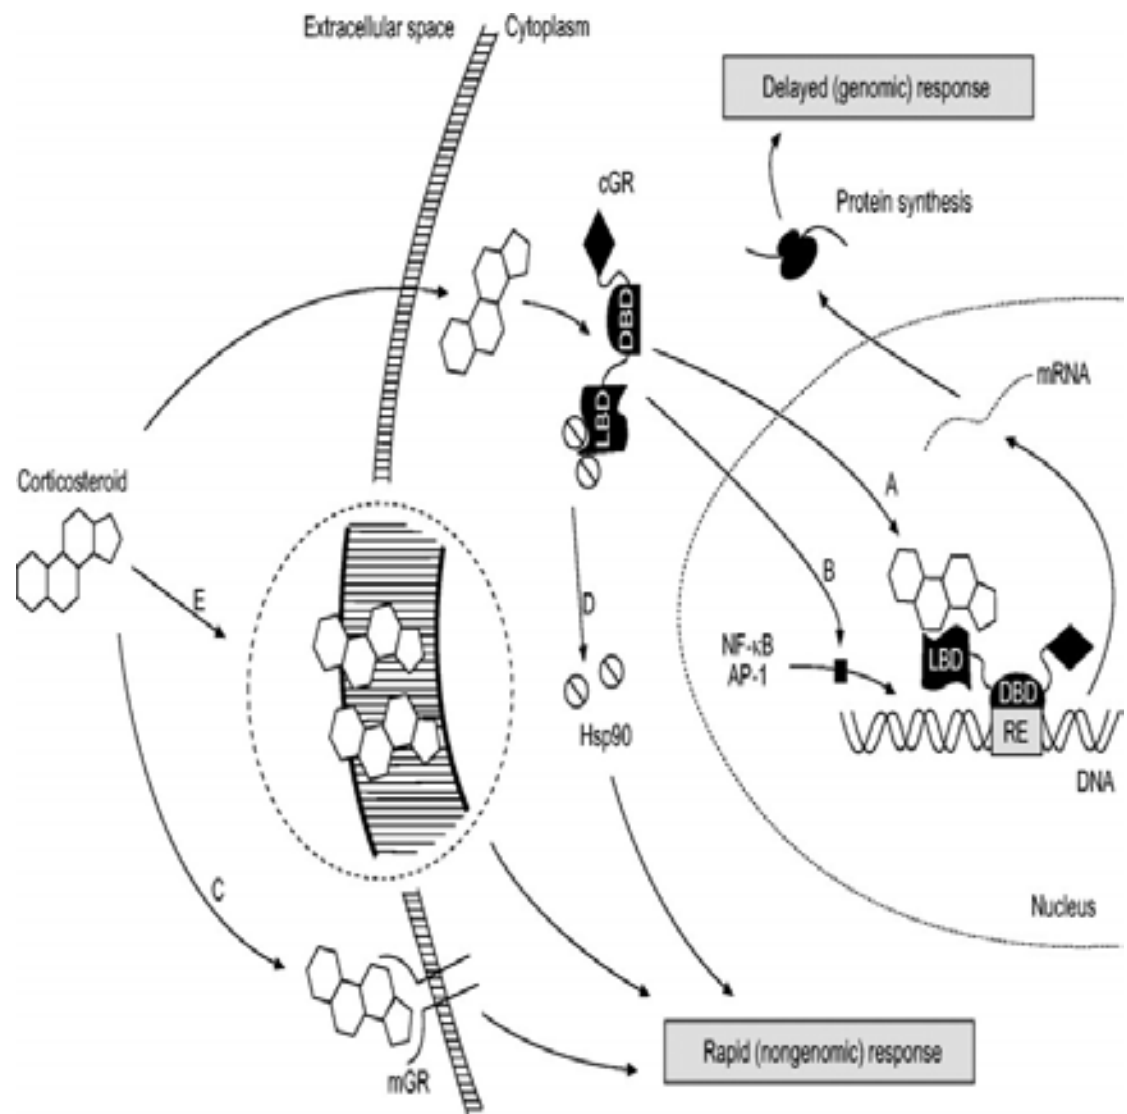 Extracellular space
Cytoplasm
Delayed (genomic) response
cGR
Protein synthesis
DBD
mRNA
LBD
Corticosteroid
A
B
E
D
NF-κB
AP-1
LBD
DBD
RE
Hsp90
DNA
C
Nucleus
Rapid (nongenomic) response
mGR